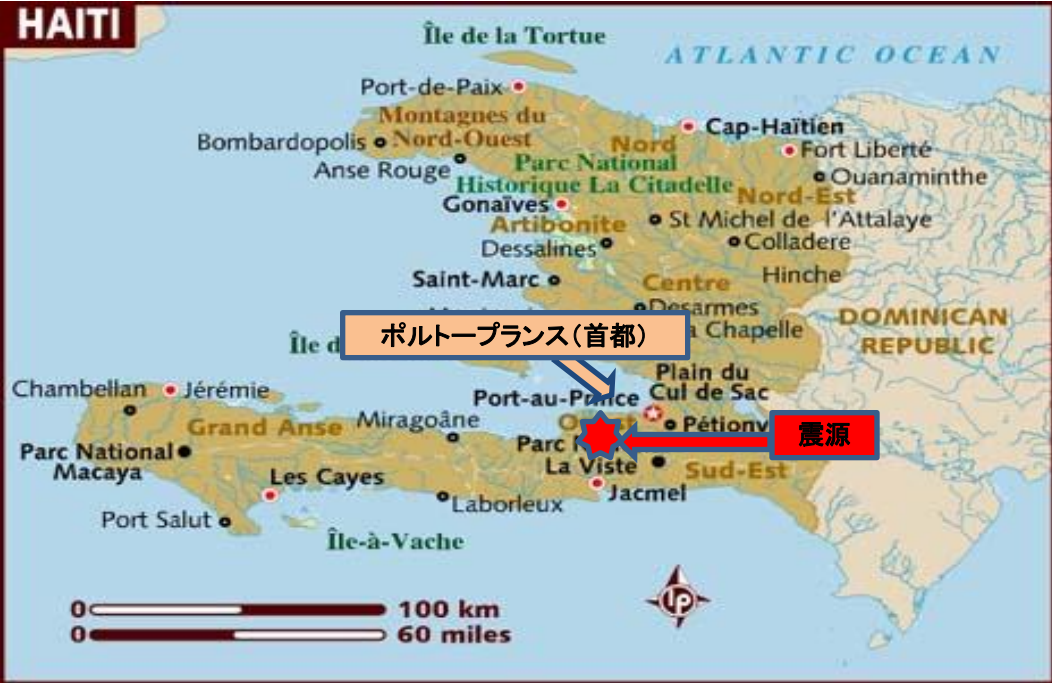 HAITI
Île de la Tortue
ATLANTIC OCEAN
Port-de-Paix
Montagnes du
Nord-Ouest
Bombardopolis
Nord
Cap-Haïtien
Fort Liberté
Anse Rouge
Parc National
Historique La Citadelle
Ouanaminthe
Nord-Est
Gonaïves
Artibonite
St Michel de l'Attalaye
Dessalines
Colladere
Saint-Marc
Centre
Hinche
Desarmes
DOMINICAN
REPUBLIC
ポルトープランス(首都)
Chapelle
Île
Plain du
Cul de Sac
Chambellan
Jérémie
Port-au-Prince
Miragoâne
Grand Anse
震源
Parc National
Macaya
Parc
La Viste
Sud-Est
Les Cayes
Jacmel
Laborleux
Port Salut
Île-à-Vache
0 100 km
0 60 miles
LP